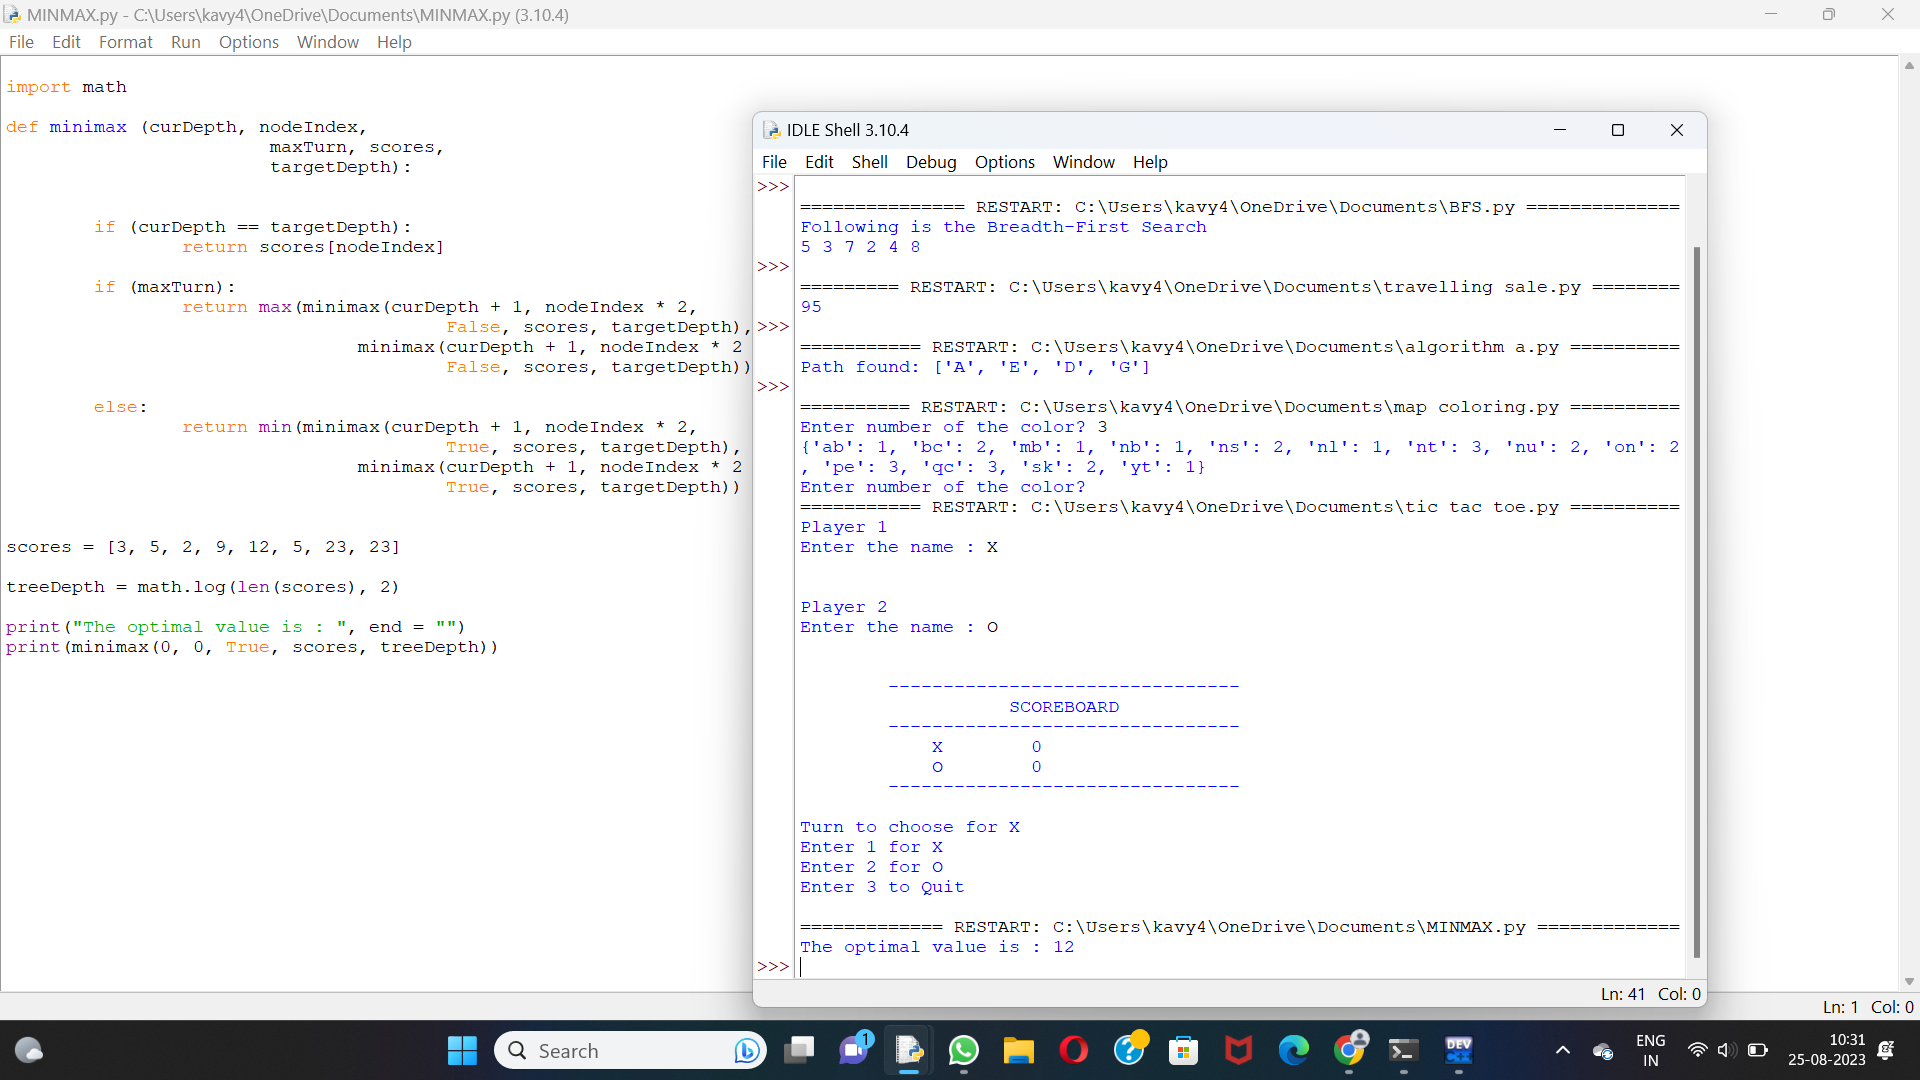 MINMAX.py - C:\Users\kavy4\OneDrive\Documents\MINMAX.py (3.10.4)
File Edit Format Run Options Window Help
import math
def minimax (curDepth, nodeIndex,
maxTurn, scores,
targetDepth):
if (curDepth == targetDepth):
return scores[nodeIndex]
if (maxTurn):
return max(minimax(curDepth + 1, nodeIndex * 2,
False, scores, targetDepth),
minimax(curDepth + 1, nodeIndex * 2
False, scores, targetDepth))
else:
return min(minimax(curDepth + 1, nodeIndex * 2,
True, scores, targetDepth),
minimax(curDepth + 1, nodeIndex * 2
True, scores, targetDepth))
scores = [3, 5, 2, 9, 12, 5, 23, 23]
treeDepth = math.log(len(scores), 2)
print("The optimal value is : ", end = "")
print(minimax(0, 0, True, scores, treeDepth))
IDLE Shell 3.10.4
File Edit Shell Debug Options Window Help
>>>
=============== RESTART: C:\Users\kavy4\OneDrive\Documents\BFS.py ==============
Following is the Breadth-First Search
5 3 7 2 4 8
>>>
========= RESTART: C:\Users\kavy4\OneDrive\Documents\travelling sale.py ========
95
>>>
=========== RESTART: C:\Users\kavy4\OneDrive\Documents\algorithm a.py ==========
Path found: ['A', 'E', 'D', 'G']
>>>
========== RESTART: C:\Users\kavy4\OneDrive\Documents\map coloring.py ==========
Enter number of the color? 3
{'ab': 1, 'bc': 2, 'mb': 1, 'nb': 1, 'ns': 2, 'nl': 1, 'nt': 3, 'nu': 2, 'on': 2
, 'pe': 3, 'qc': 3, 'sk': 2, 'yt': 1}
Enter number of the color?
=========== RESTART: C:\Users\kavy4\OneDrive\Documents\tic tac toe.py ==========
Player 1
Enter the name : X
Player 2
Enter the name : O
--------------------------------
SCOREBOARD
--------------------------------
X 0
O 0
--------------------------------
Turn to choose for X
Enter 1 for X
Enter 2 for O
Enter 3 to Quit
============= RESTART: C:\Users\kavy4\OneDrive\Documents\MINMAX.py =============
The optimal value is : 12
>>>
Ln: 41 Col: 0
Ln: 1 Col: 0
Search
1
DEV
C++
ENG
IN
10:31
25-08-2023